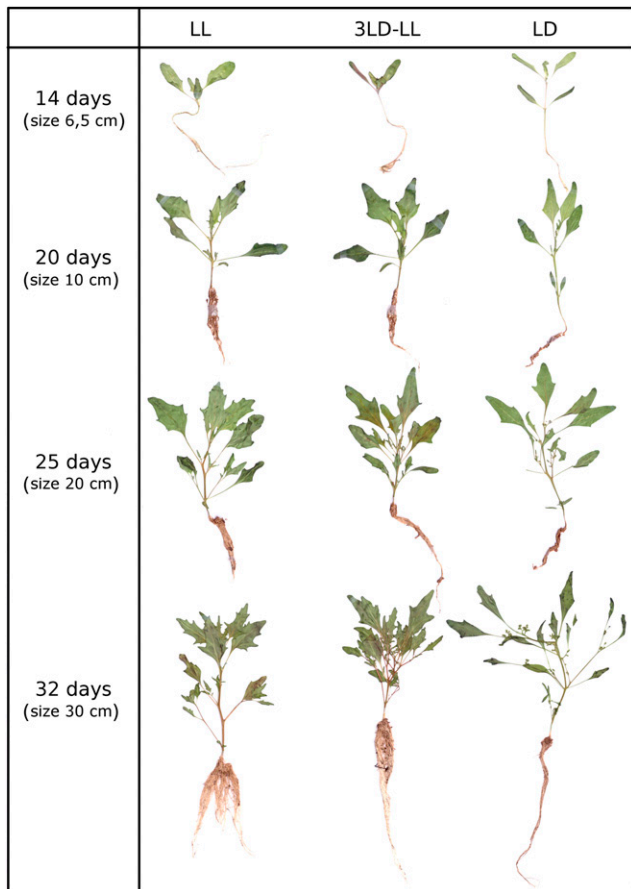 LL 3LD-LL LD
14 days
(size 6,5 cm)
20 days
(size 10 cm)
25 days
(size 20 cm)
32 days
(size 30 cm)